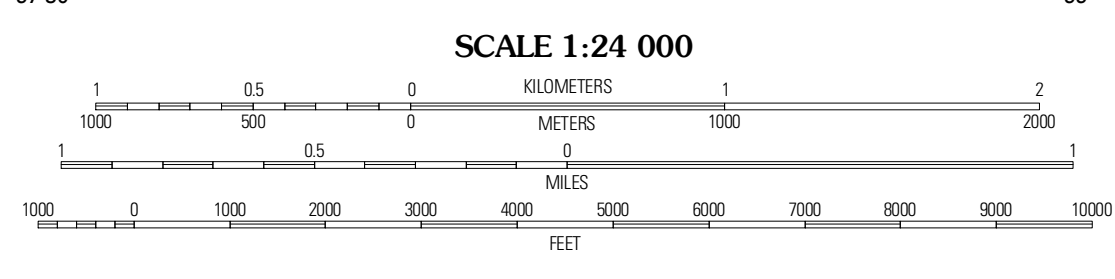 SCALE 1:24 000
1 0.5 0 KILOMETERS 1 2
1000 500 0 METERS 1000 2000
1 0.5 0 1
MILES
1000 0 1000 2000 3000 4000 5000 6000 7000 8000 9000 10000
FEET